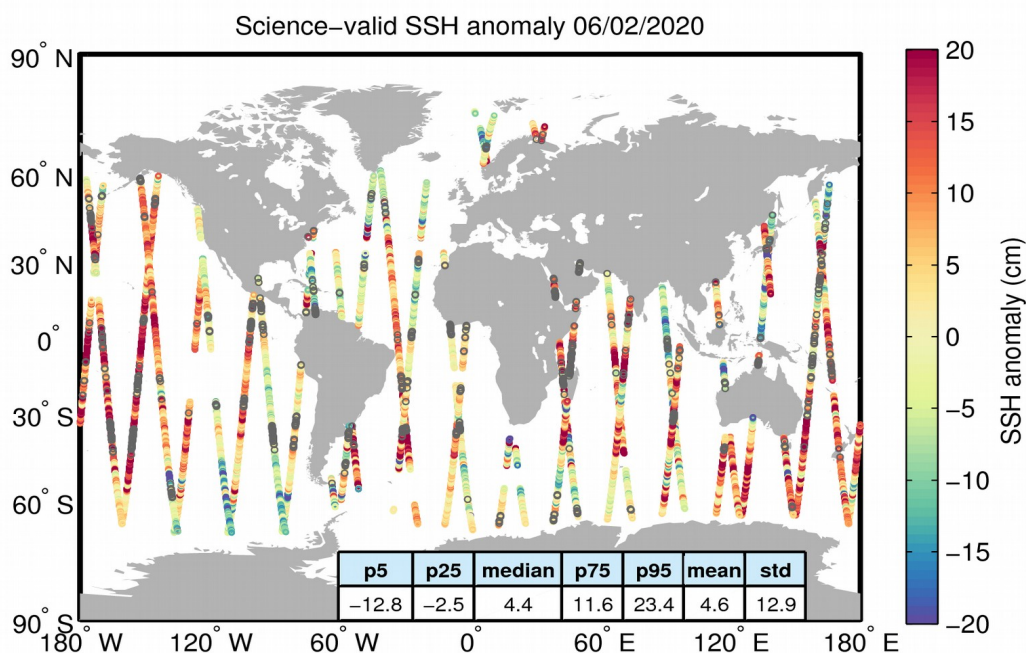 Science−valid SSH anomaly 06/02/2020
90° N
60° N
30° N
0°
30° S
60° S
90° S
180° W
120° W
60° W
0°
60° E
120° E
180° E
p5 p25 median p75 p95 mean std
−12.8 −2.5 4.4 11.6 23.4 4.6 12.9
20
15
10
5
0
−5
−10
−15
−20
SSH anomaly (cm)